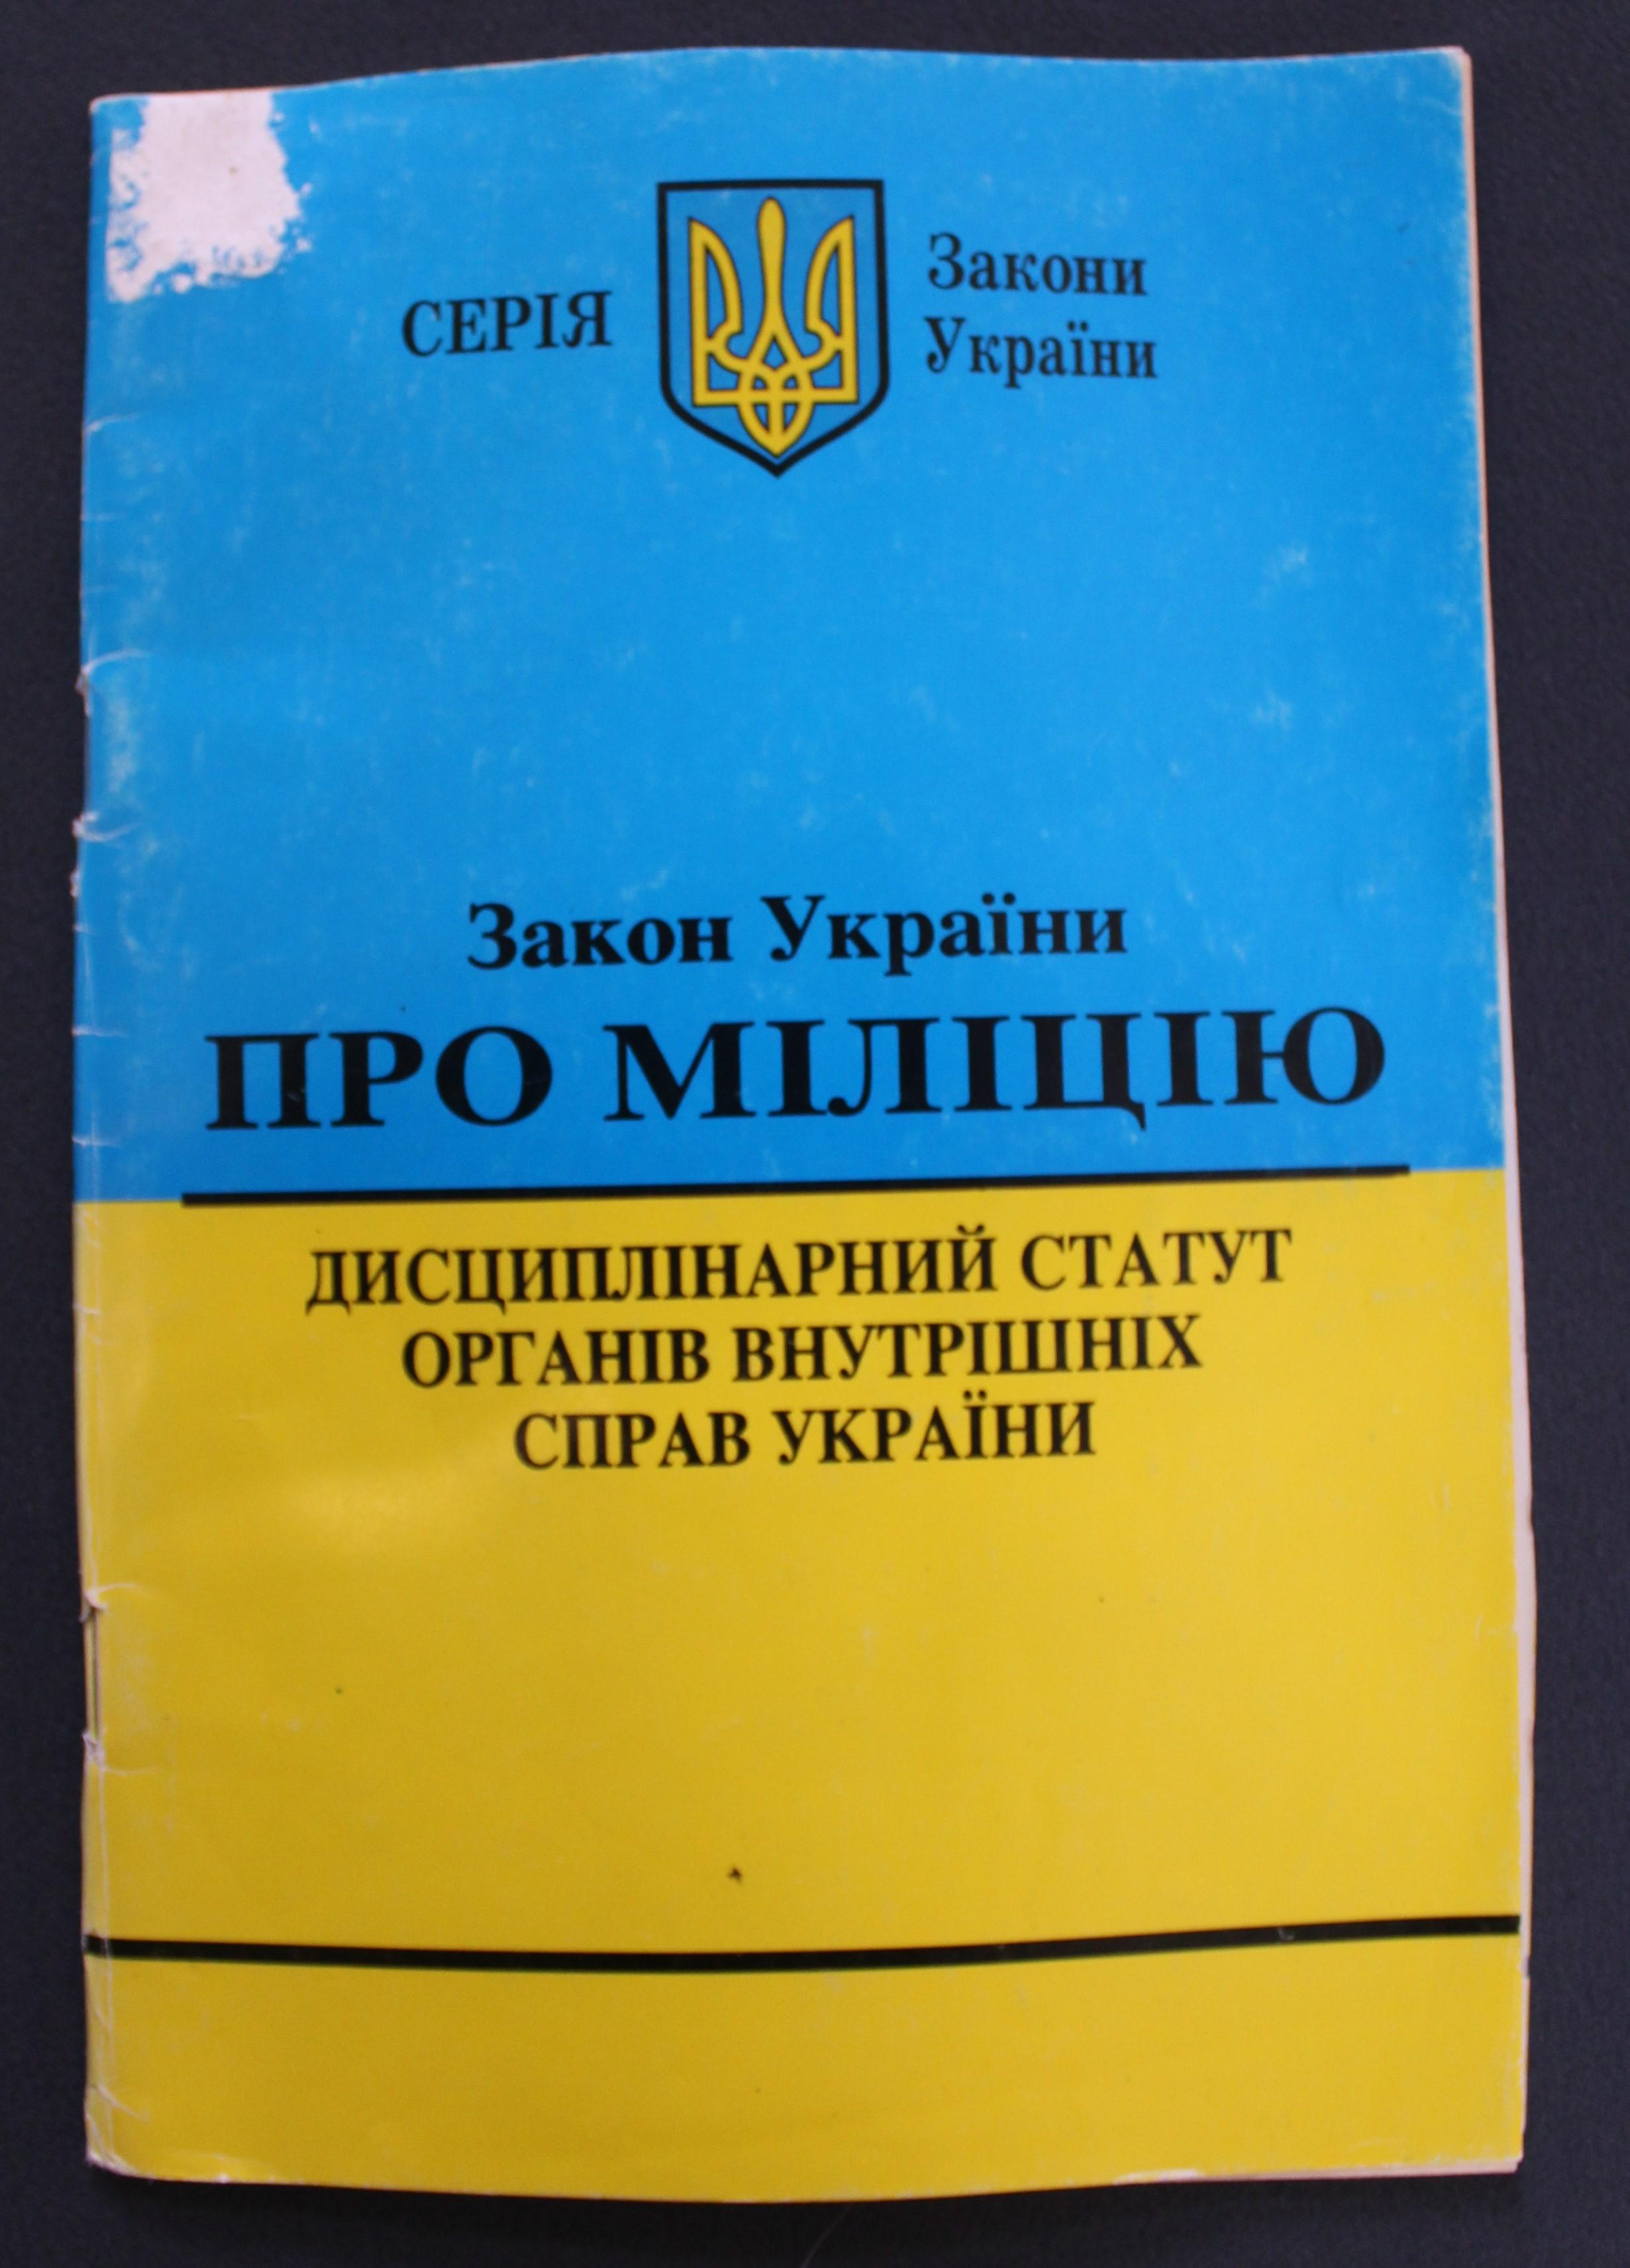 СЕРІЯ
Закони
України
Закон України
ПРО МІЛІЦІЮ
ДИСЦИПЛІНАРНИЙ СТАТУТ
ОРГАНІВ ВНУТРІШНІХ
СПРАВ УКРАЇНИ